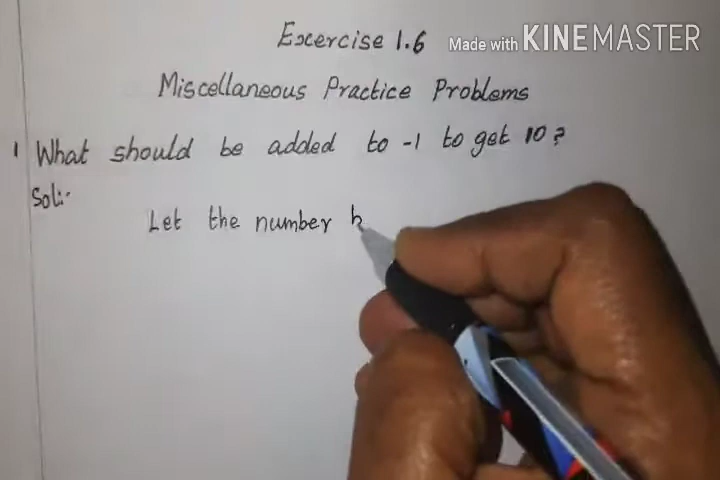 Excercise 1.6
Made with KINEMASTER
Miscellaneous Practice Problems
1 What should be added to -1 to get 10?
Sol:-
Let the number b